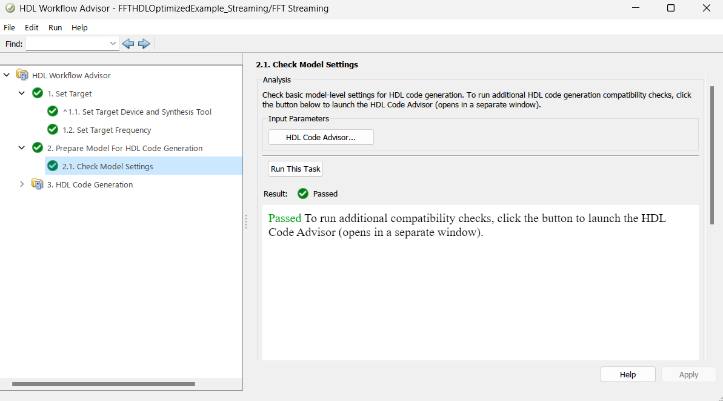 HDL Workflow Advisor - FFTHDLOptimizedExample_Streaming/FFT Streaming
File Edit Run Help
Find:
HDL Workflow Advisor
1. Set Target
^1.1. Set Target Device and Synthesis Tool
1.2. Set Target Frequency
2. Prepare Model For HDL Code Generation
2.1. Check Model Settings
3. HDL Code Generation
2.1. Check Model Settings
Analysis
Check basic model-level settings for HDL code generation. To run additional HDL code generation compatibility checks, click
the button below to launch the HDL Code Advisor (opens in a separate window).
Input Parameters
HDL Code Advisor...
Run This Task
Result: Passed
Passed To run additional compatibility checks, click the button to launch the HDL
Code Advisor (opens in a separate window).
Help Apply